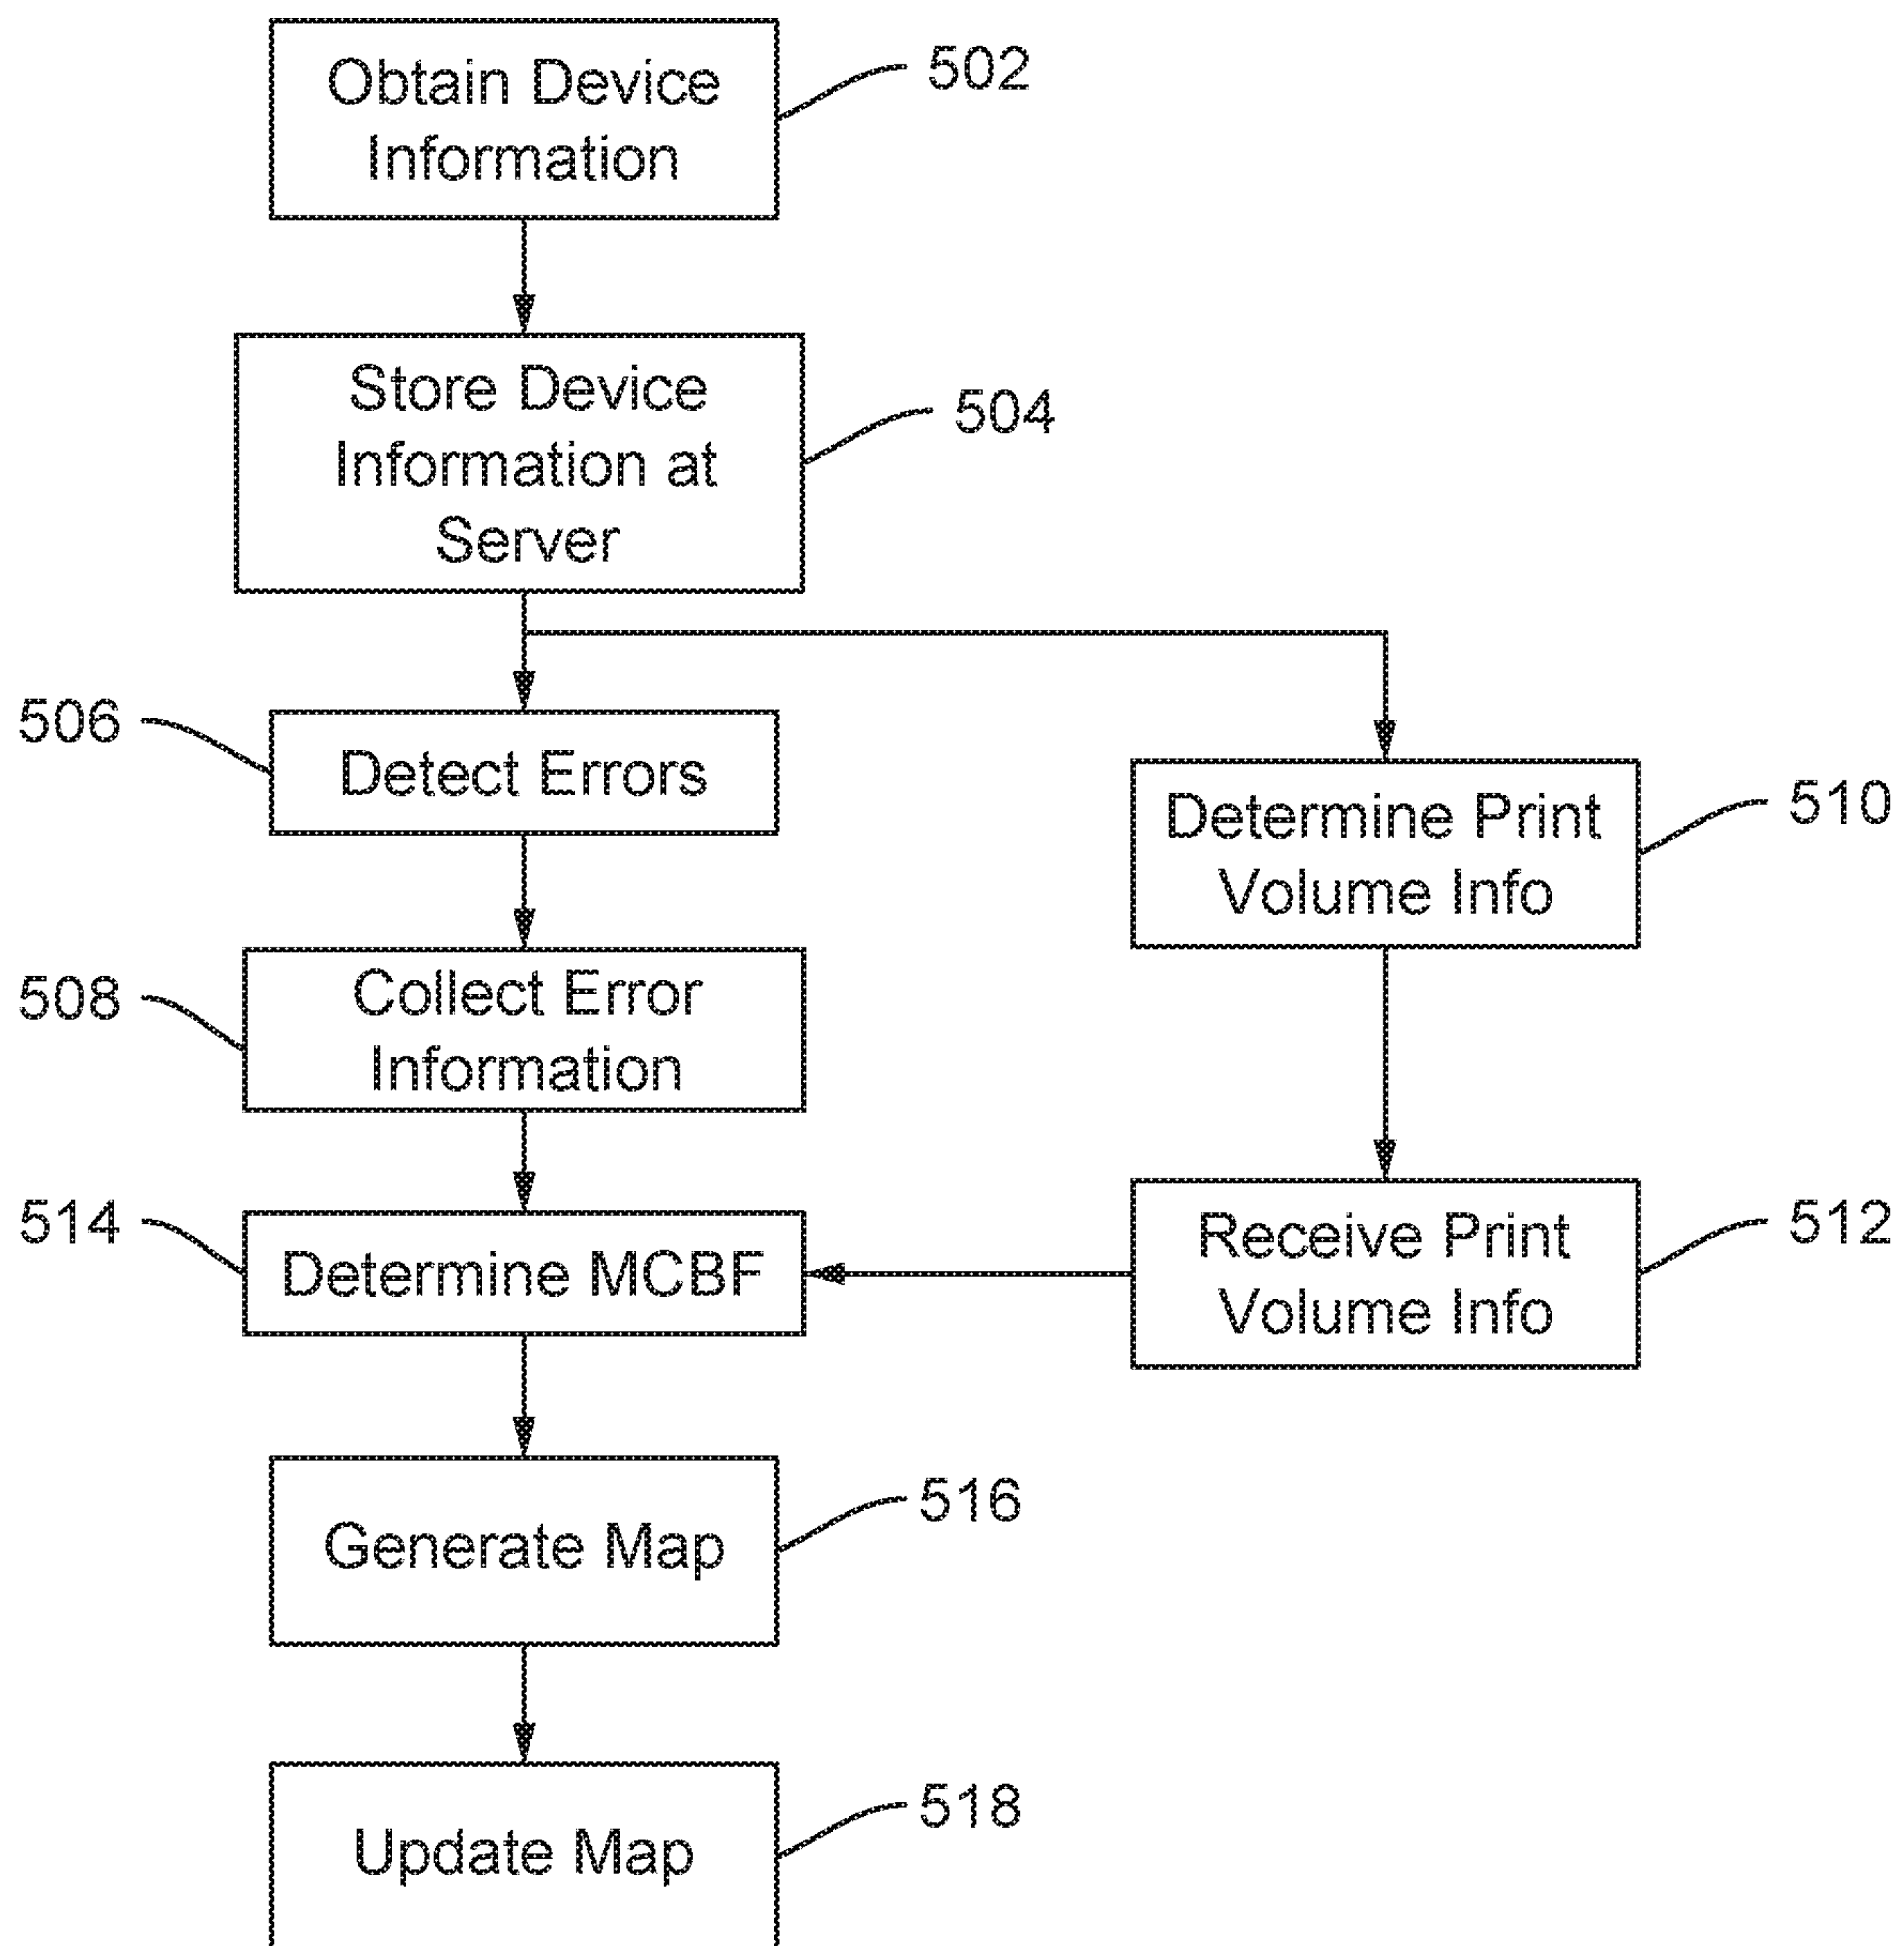 Obtain Device
Information
502
Store Device
Information at
Server
504
506
Detect Errors
Determine Print
Volume Info
510
508
Collect Error
Information
514
Determine MCBF
Receive Print
Volume Info
512
Generate Map
516
Update Map
518